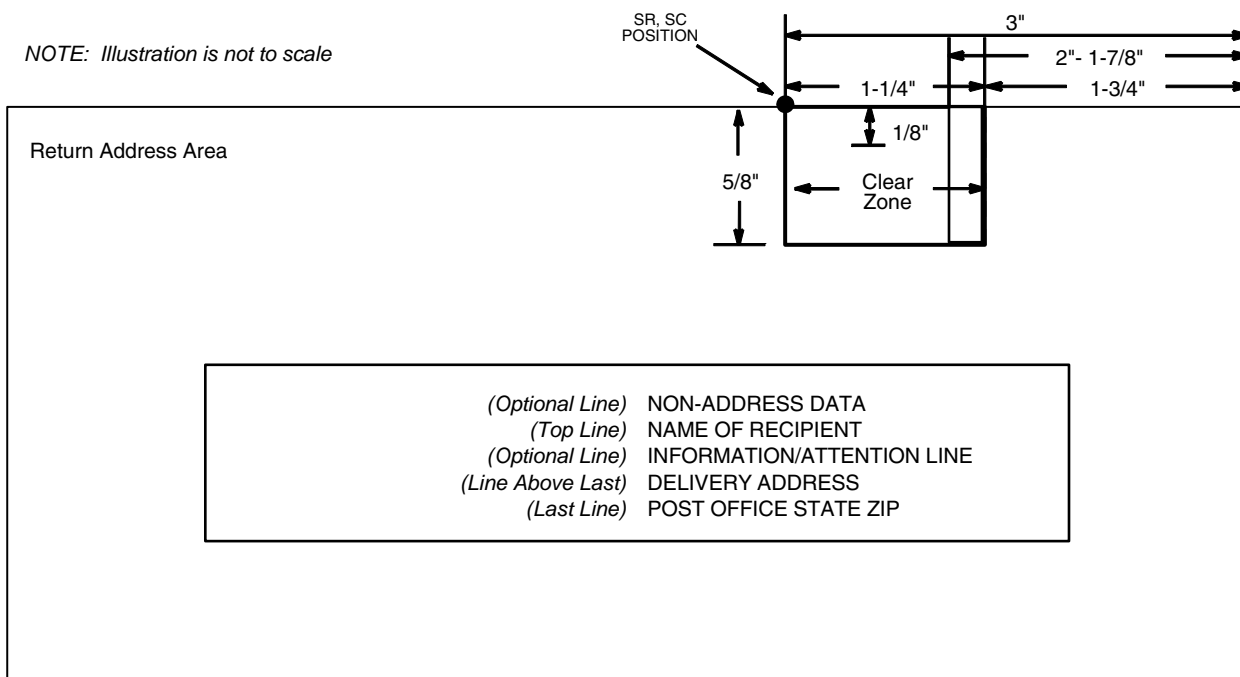 SR, SC
POSITION
3"
NOTE: Illustration is not to scale
2"- 1-7/8"
1-1/4"
1-3/4"
1/8"
Return Address Area
5/8"
Clear
Zone
(Optional Line) NON-ADDRESS DATA
(Top Line) NAME OF RECIPIENT
(Optional Line) INFORMATION/ATTENTION LINE
(Line Above Last) DELIVERY ADDRESS
(Last Line) POST OFFICE STATE ZIP